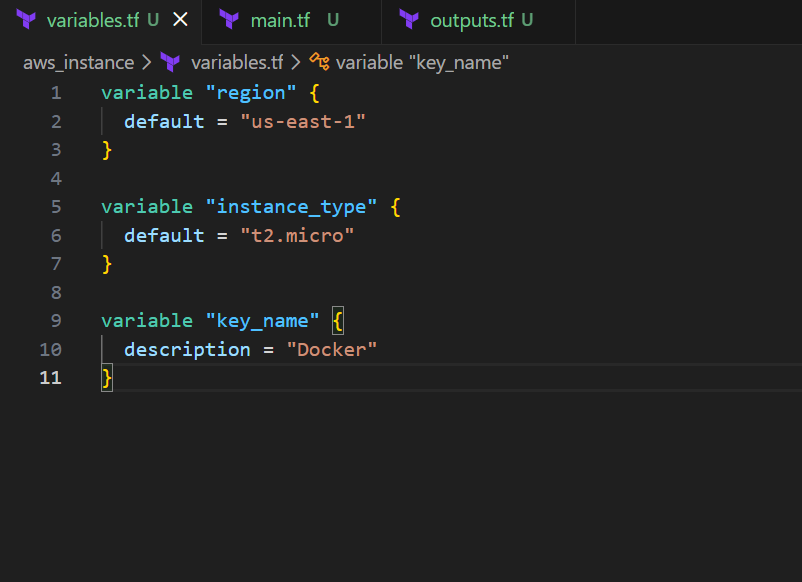 variables.tf U × main.tf U outputs.tf U
aws_instance > variables.tf > variable "key_name"
1 variable "region" {
2 default = "us-east-1"
3 }
4
5 variable "instance_type" {
6 default = "t2.micro"
7 }
8
9 variable "key_name" {
10 description = "Docker"
11 }